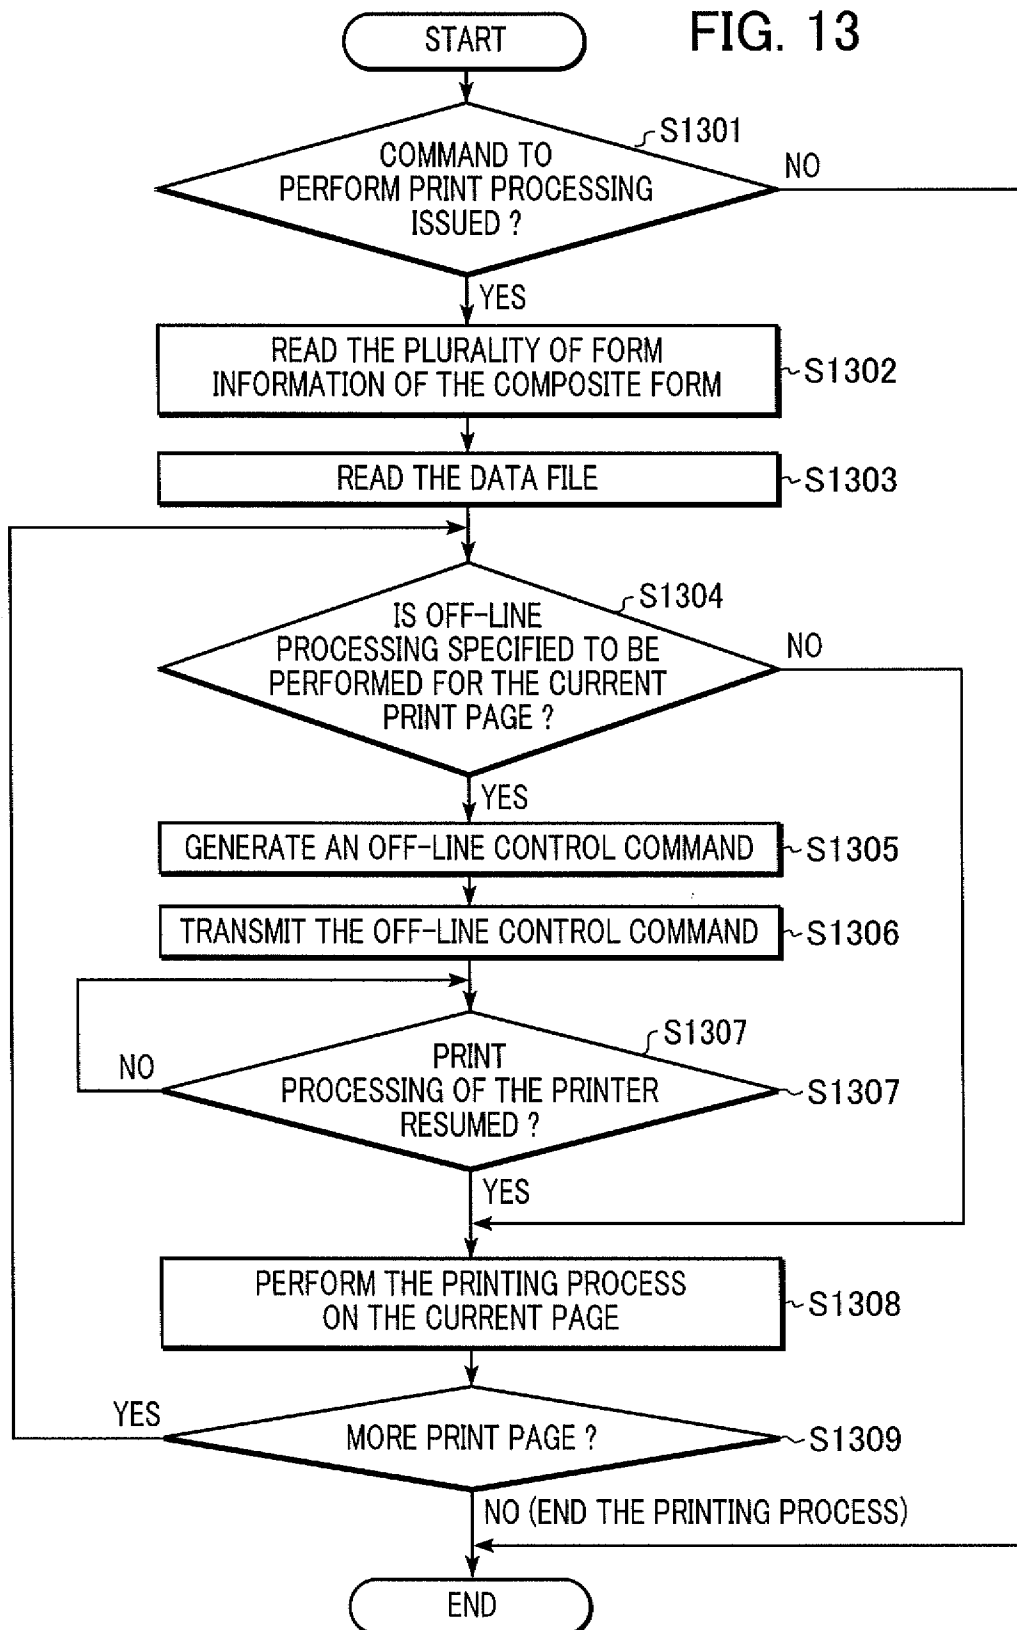 FIG. 13
START
S1301
COMMAND TO
PERFORM PRINT PROCESSING
ISSUED ?
NO
YES
READ THE PLURALITY OF FORM
INFORMATION OF THE COMPOSITE FORM
S1302
READ THE DATA FILE
S1303
S1304
IS OFF-LINE
PROCESSING SPECIFIED TO BE
PERFORMED FOR THE CURRENT
PRINT PAGE ?
NO
YES
GENERATE AN OFF-LINE CONTROL COMMAND
S1305
TRANSMIT THE OFF-LINE CONTROL COMMAND
S1306
S1307
NO
PRINT
PROCESSING OF THE PRINTER
RESUMED ?
S1307
YES
PERFORM THE PRINTING PROCESS
ON THE CURRENT PAGE
S1308
YES
MORE PRINT PAGE ?
S1309
NO (END THE PRINTING PROCESS)
END